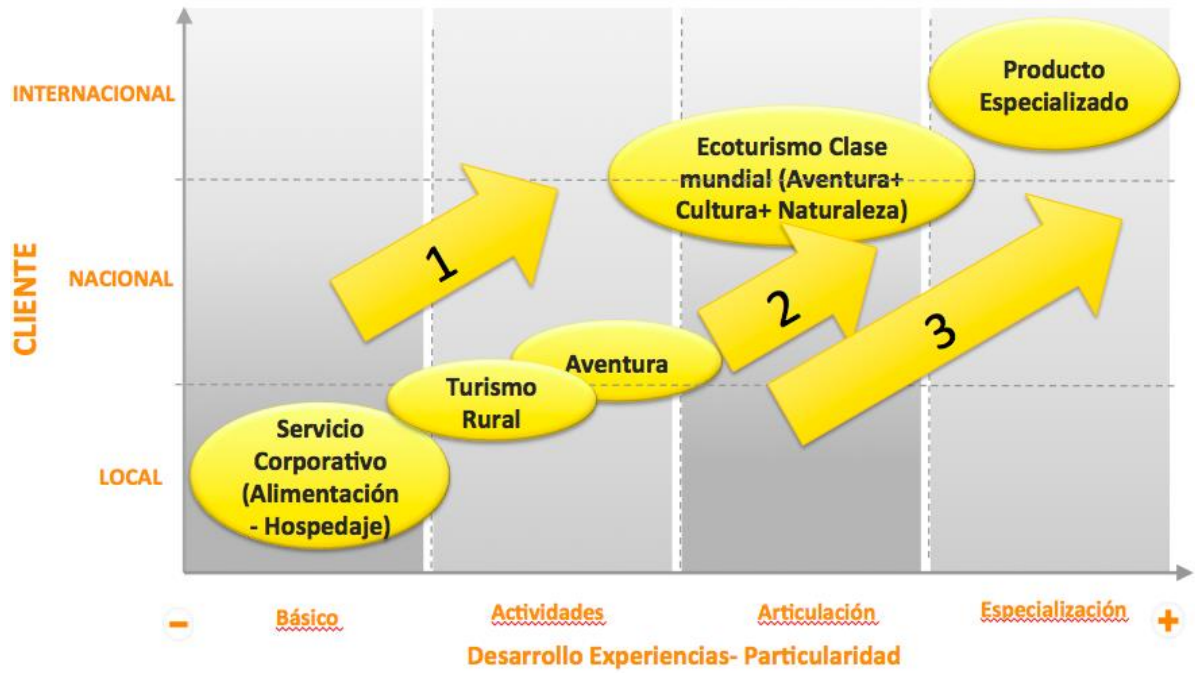 INTERNACIONAL
Producto
Especializado
Ecoturismo Clase
mundial (Aventura+
Cultura+ Naturaleza)
1
CLIENTE
NACIONAL
2
3
Aventura
Turismo
Rural
Servicio
Corporativo
(Alimentación
- Hospedaje)
LOCAL
-
Básico
Actividades
Articulación
Especialización
+
Desarrollo Experiencias- Particularidad